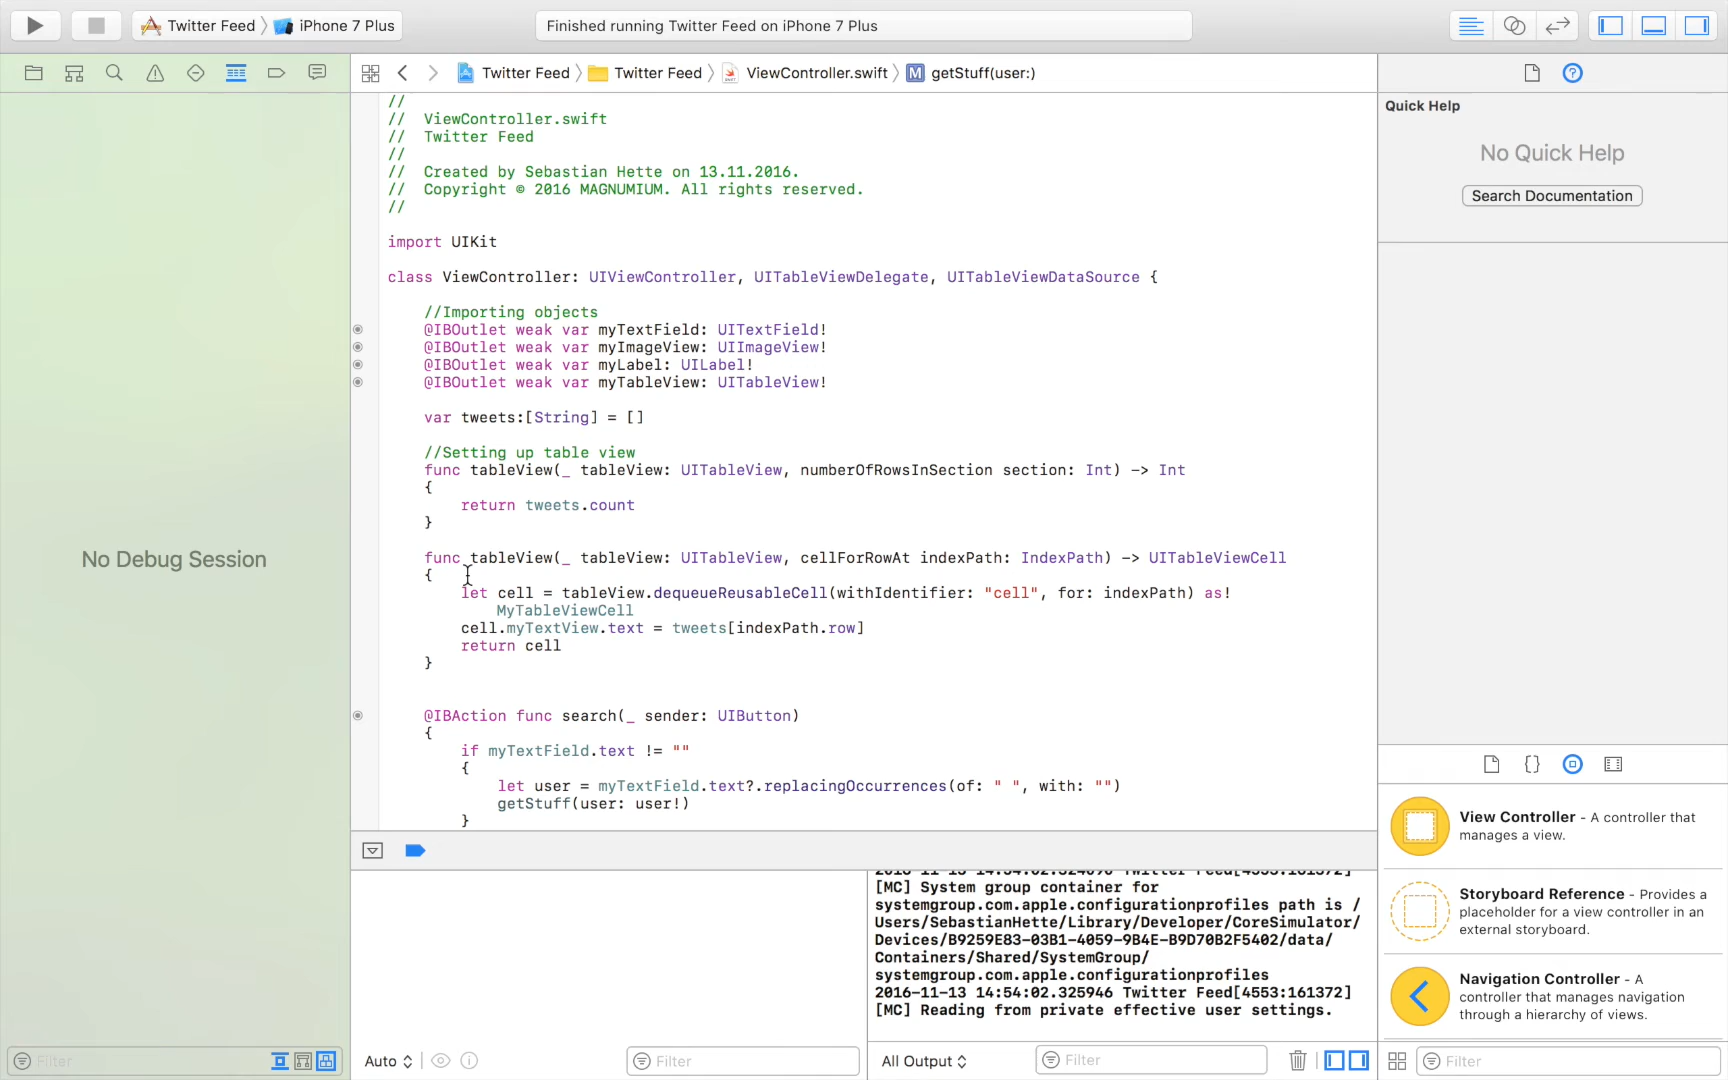 Twitter Feed 〉 iPhone 7 Plus
Finished running Twitter Feed on iPhone 7 Plus
Twitter Feed 〉 Twitter Feed 〉 ViewController.swift 〉 M getStuff(user:)
//
//  ViewController.swift
//  Twitter Feed
//
//  Created by Sebastian Hette on 13.11.2016.
//  Copyright © 2016 MAGNUMIUM. All rights reserved.
//
import UIKit
class ViewController: UIViewController, UITableViewDelegate, UITableViewDataSource {
//Importing objects
@IBOutlet weak var myTextField: UITextField!
@IBOutlet weak var myImageView: UIImageView!
@IBOutlet weak var myLabel: UILabel!
@IBOutlet weak var myTableView: UITableView!
var tweets:[String] = []
//Setting up table view
func tableView(_ tableView: UITableView, numberOfRowsInSection section: Int) -> Int
{
return tweets.count
}
func tableView(_ tableView: UITableView, cellForRowAt indexPath: IndexPath) -> UITableViewCell
{
let cell = tableView.dequeueReusableCell(withIdentifier: "cell", for: indexPath) as!
MyTableViewCell
cell.myTextView.text = tweets[indexPath.row]
return cell
}
@IBAction func search(_ sender: UIButton)
{
if myTextField.text != ""
{
let user = myTextField.text?.replacingOccurrences(of: " ", with: "")
getStuff(user: user!)
}
No Debug Session
Filter
Auto
Filter
2016-11-13 14:54:02.324090 Twitter Feed[4553:161372]
[MC] System group container for
systemgroup.com.apple.configurationprofiles path is /
Users/SebastianHette/Library/Developer/CoreSimulator/
Devices/B9259E83-03B1-4059-9B4E-B9D70B2F5402/data/
Containers/Shared/SystemGroup/
systemgroup.com.apple.configurationprofiles
2016-11-13 14:54:02.325946 Twitter Feed[4553:161372]
[MC] Reading from private effective user settings.
All Output
Filter
Quick Help
No Quick Help
Search Documentation
{}
View Controller - A controller that
manages a view.
Storyboard Reference - Provides a
placeholder for a view controller in an
external storyboard.
Navigation Controller - A
controller that manages navigation
through a hierarchy of views.
Filter